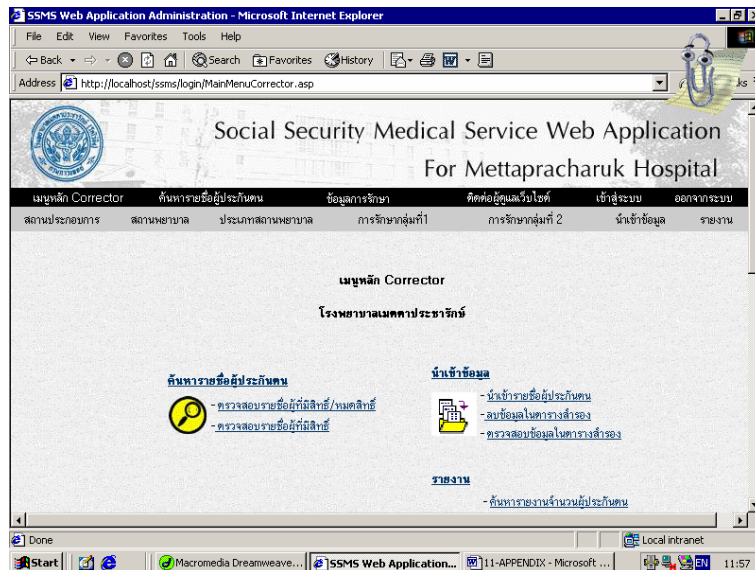 SSMS Web Application Administration - Microsoft Internet Explorer
File Edit View Favorites Tools Help
Back Search Favorites History
Address http://localhost/ssms/login/MainMenuCorrector.asp
Social Security Medical Service Web Application
For Mettapracharuk Hospital
เมนูหลัก Corrector ค้นหารายชื่อผู้ประกันตน ข้อมูลการรักษา ติดต่อผู้ดูแลเว็บไซต์ เข้าสู่ระบบ ออกจากระบบ
สถานประกอบการ สถานพยาบาล ประเภทสถานพยาบาล การรักษากลุ่มที่1 การรักษากลุ่มที่ 2 นำเข้าข้อมูล รายงาน
เมนูหลัก Corrector
โรงพยาบาลเมตตาประชารักษ์
ค้นหารายชื่อผู้ประกันตน
- ตรวจสอบรายชื่อผู้ที่มีสิทธิ์/หมดสิทธิ์
- ตรวจสอบรายชื่อผู้ที่มีสิทธิ์
นำเข้าข้อมูล
- นำเข้ารายชื่อผู้ประกันตน
- ลบข้อมูลในตารางสำรอง
- ตรวจสอบข้อมูลในตารางสำรอง
รายงาน
- ค้นหารายงานจำนวนผู้ประกันตน
Done Local intranet
Start Macromedia Dreamweave... SSMS Web Application... 11-APPENDIX - Microsoft ... EN 11:57